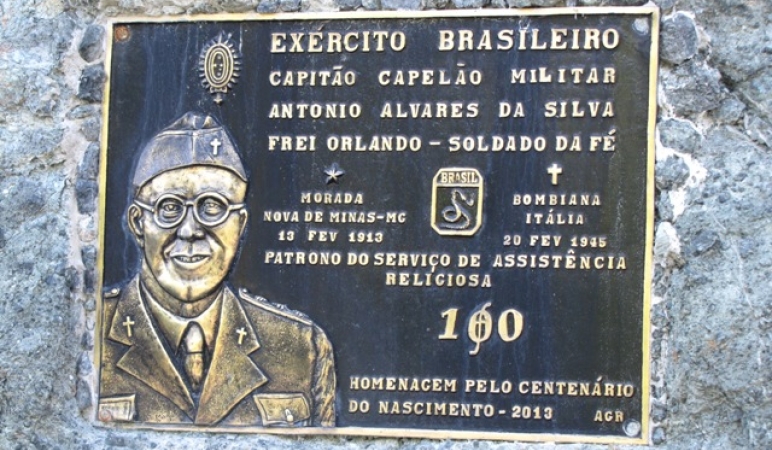 EXÉRCITO BRASILEIRO
CAPITÃO CAPELÃO MILITAR
ANTONIO ALVARES DA SILVA
FREI ORLANDO – SOLDADO DA FÉ
MORADA
NOVA DE MINAS-MG
13 FEV 1913
BRASIL
BOMBIANA
ITÁLIA
20 FEV 1945
PATRONO DO SERVIÇO DE ASSISTÊNCIA
RELIGIOSA
100
HOMENAGEM PELO CENTENÁRIO
DO NASCIMENTO - 2013 AGR